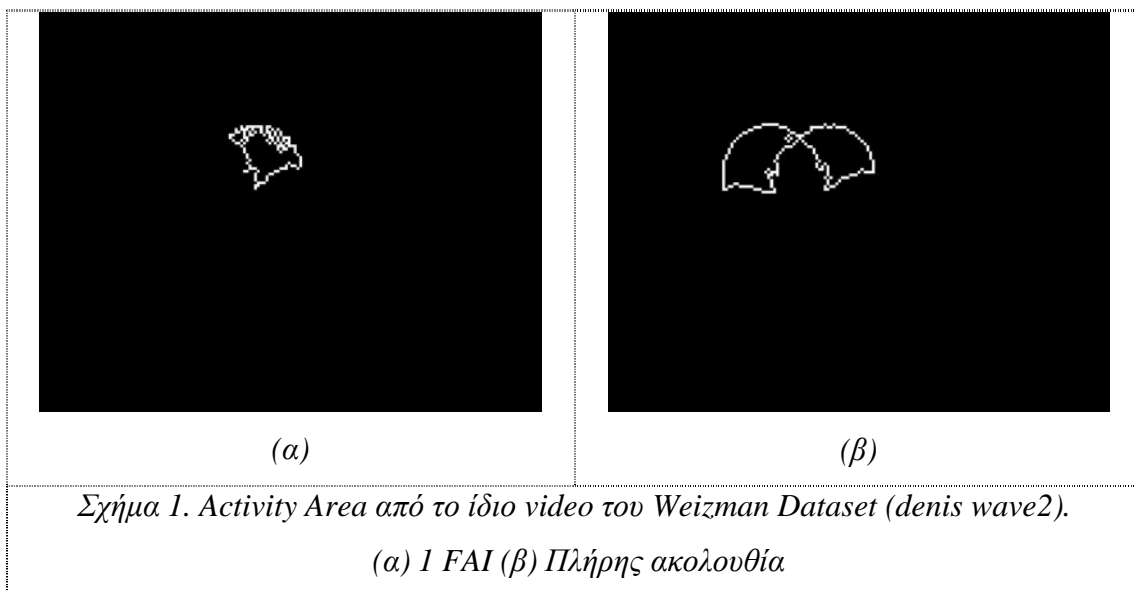 (α) (β)
Σχήμα 1. Activity Area από το ίδιο video του Weizman Dataset (denis wave2).
(α) 1 FAI (β) Πλήρης ακολουθία